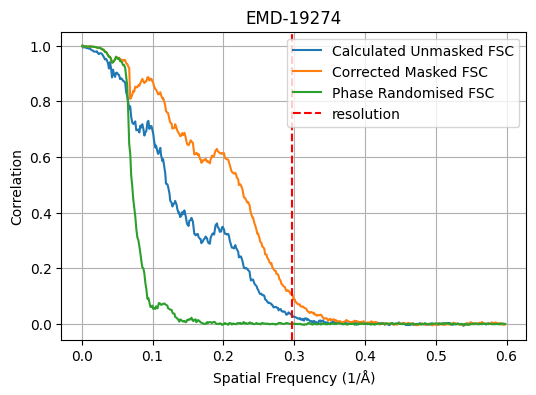 EMD-19274
Calculated Unmasked FSC
Corrected Masked FSC
Phase Randomised FSC
resolution
Correlation
1.0
0.8
0.6
0.4
0.2
0.0
0.0 0.1 0.2 0.3 0.4 0.5 0.6
Spatial Frequency (1/Å)